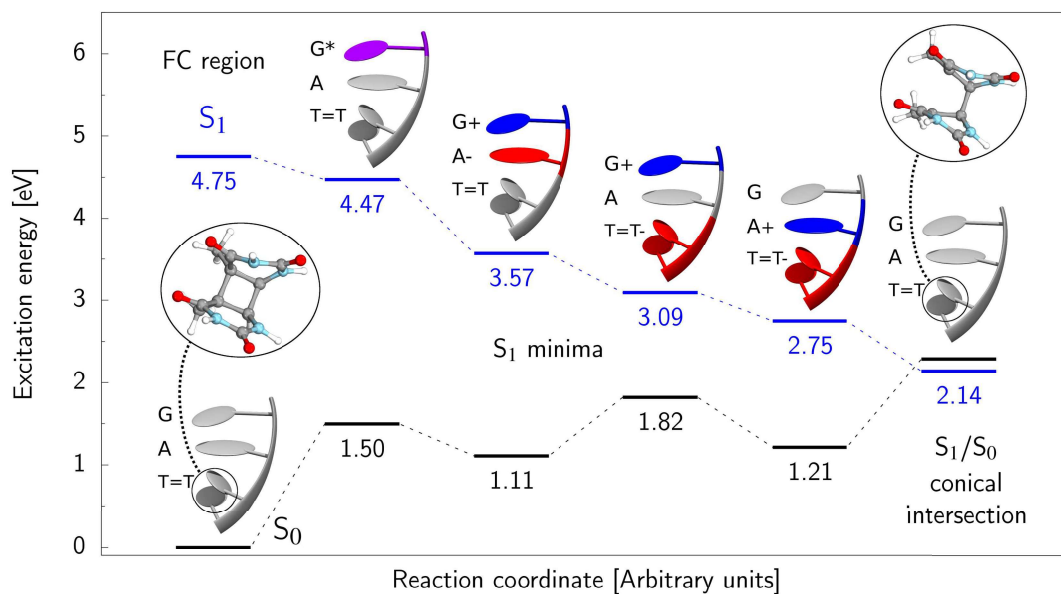 Excitation energy [eV]
6
5
4
3
2
1
0
FC region
S₁
4.75
4.47
3.57
3.09
2.75
2.14
G*
A
T=T
G+
A-
T=T
G+
A
T=T-
G
A+
T=T-
G
A
T=T
G
A
T=T
S₁ minima
S₀
1.50
1.11
1.82
1.21
S₁/S₀
conical
intersection
Reaction coordinate [Arbitrary units]